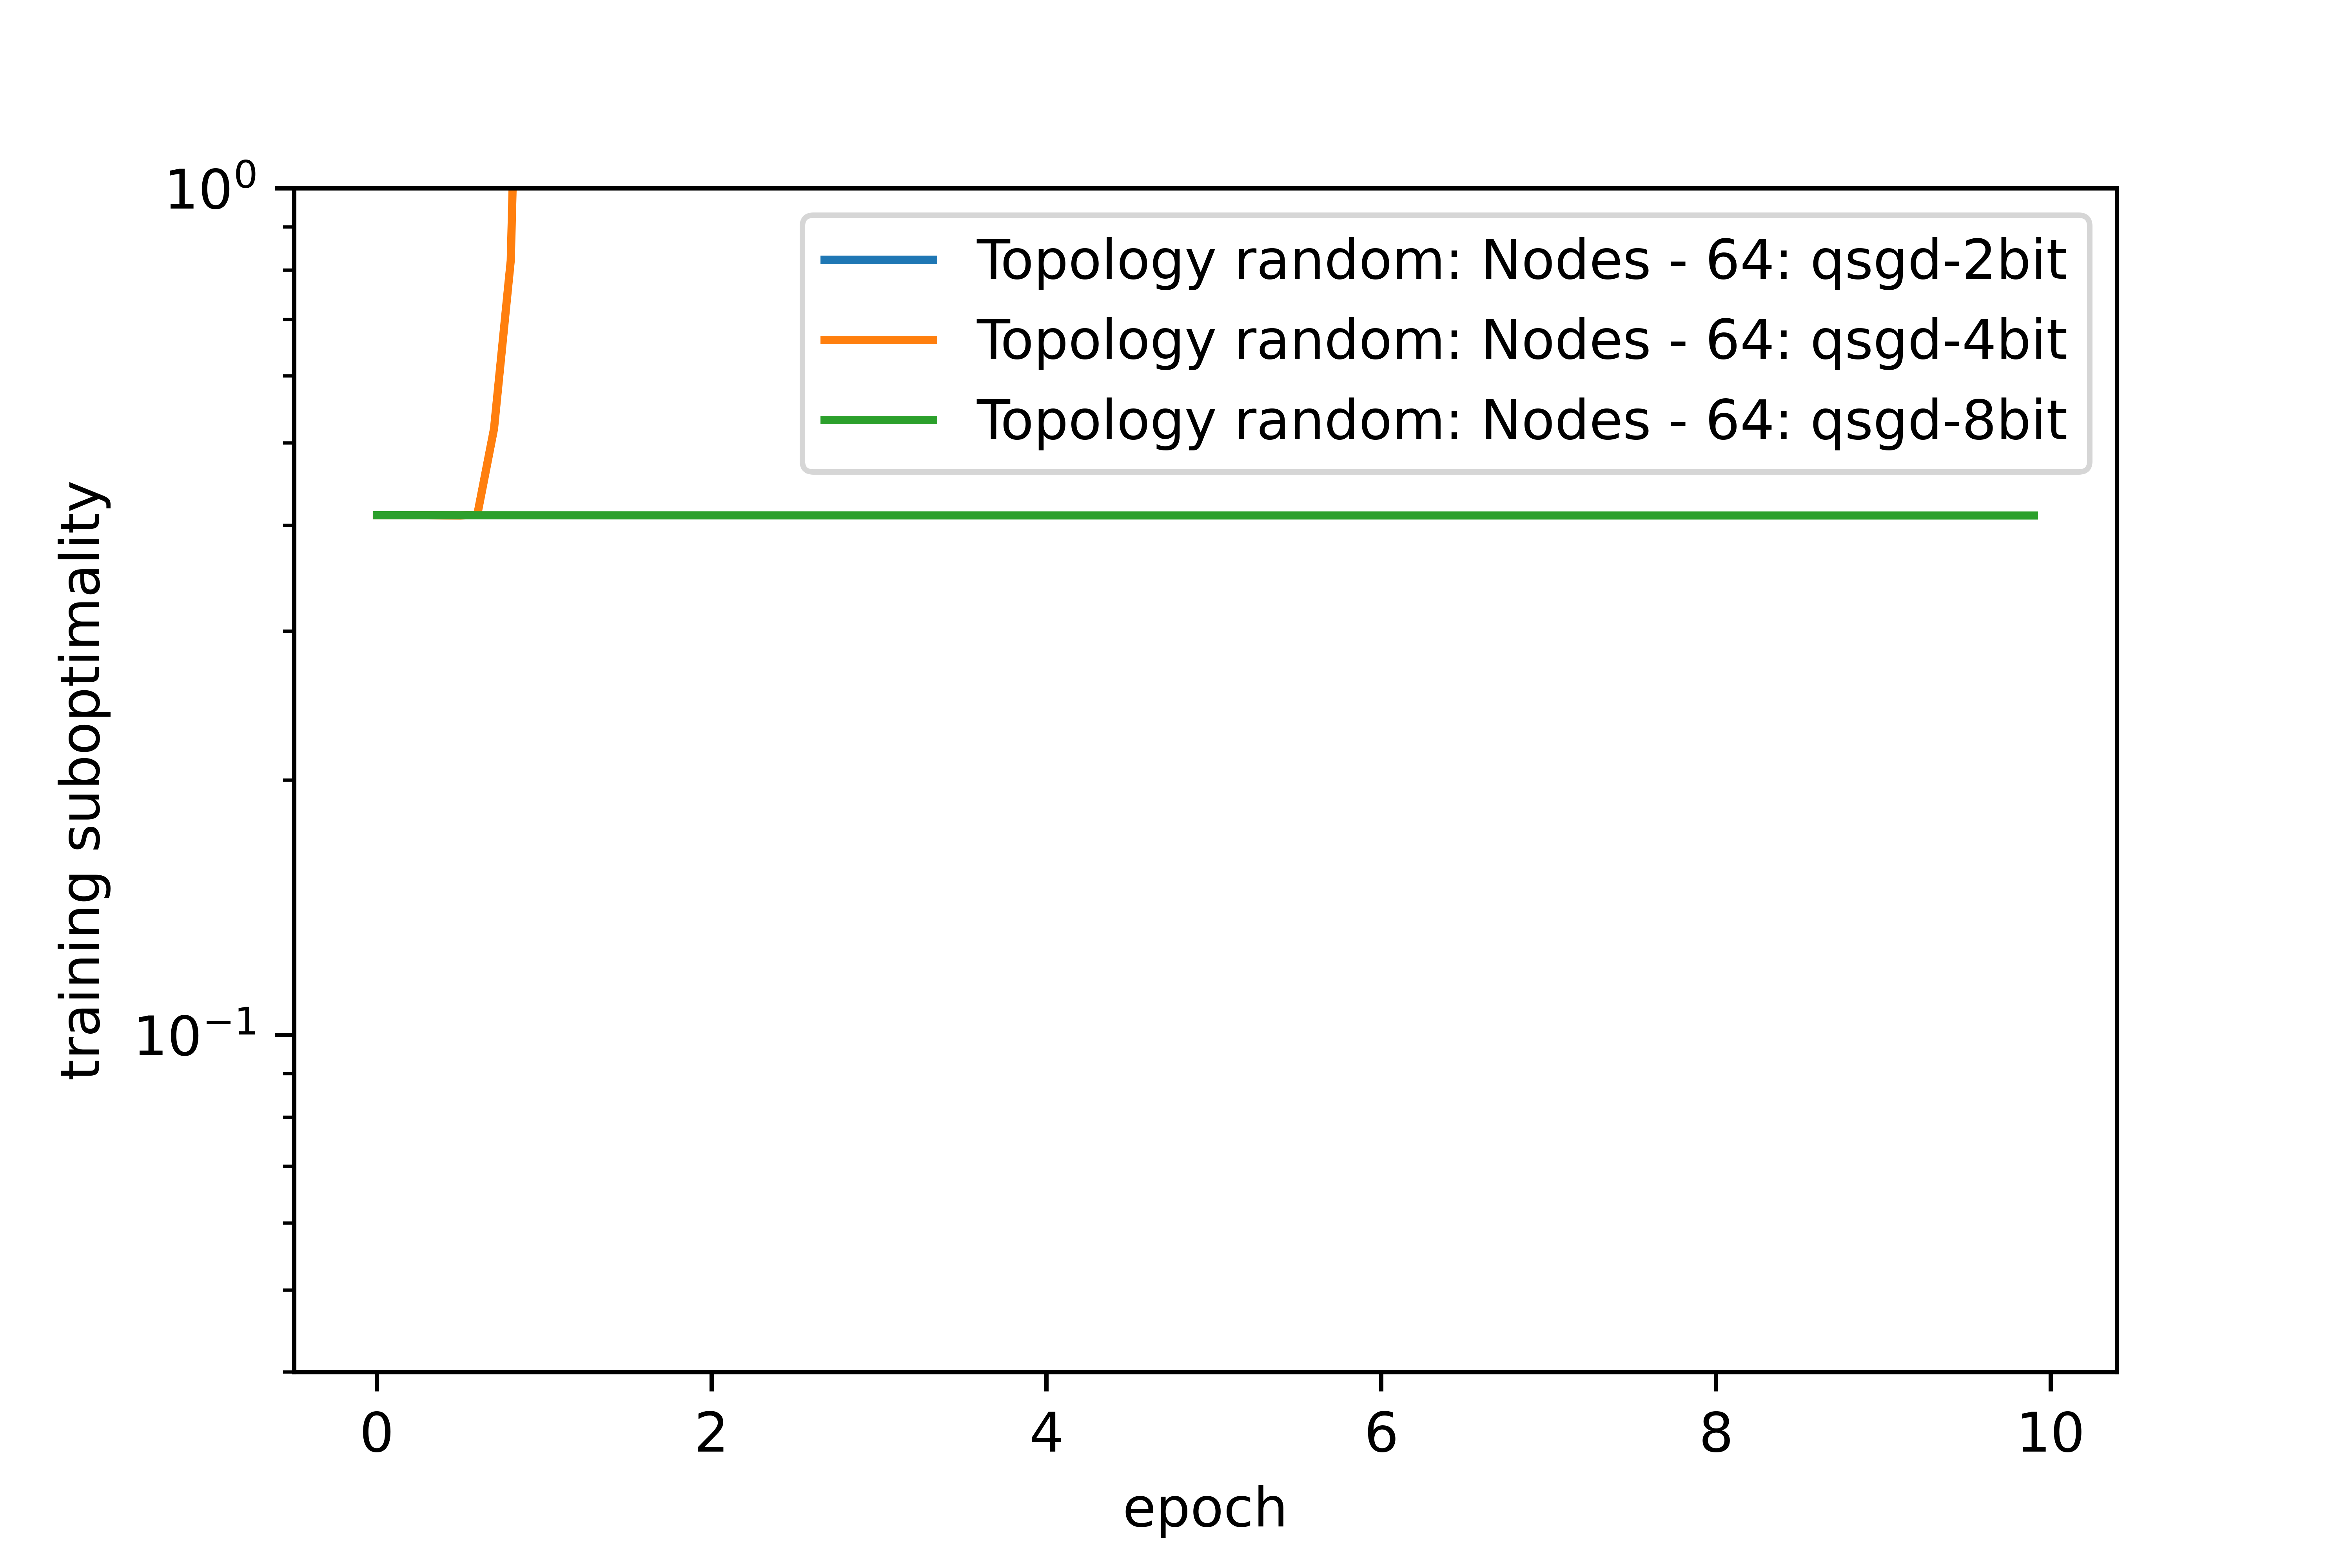 10⁰
Topology random: Nodes - 64: qsgd-2bit
Topology random: Nodes - 64: qsgd-4bit
Topology random: Nodes - 64: qsgd-8bit
training suboptimality
10⁻¹
0 2 4 6 8 10
epoch